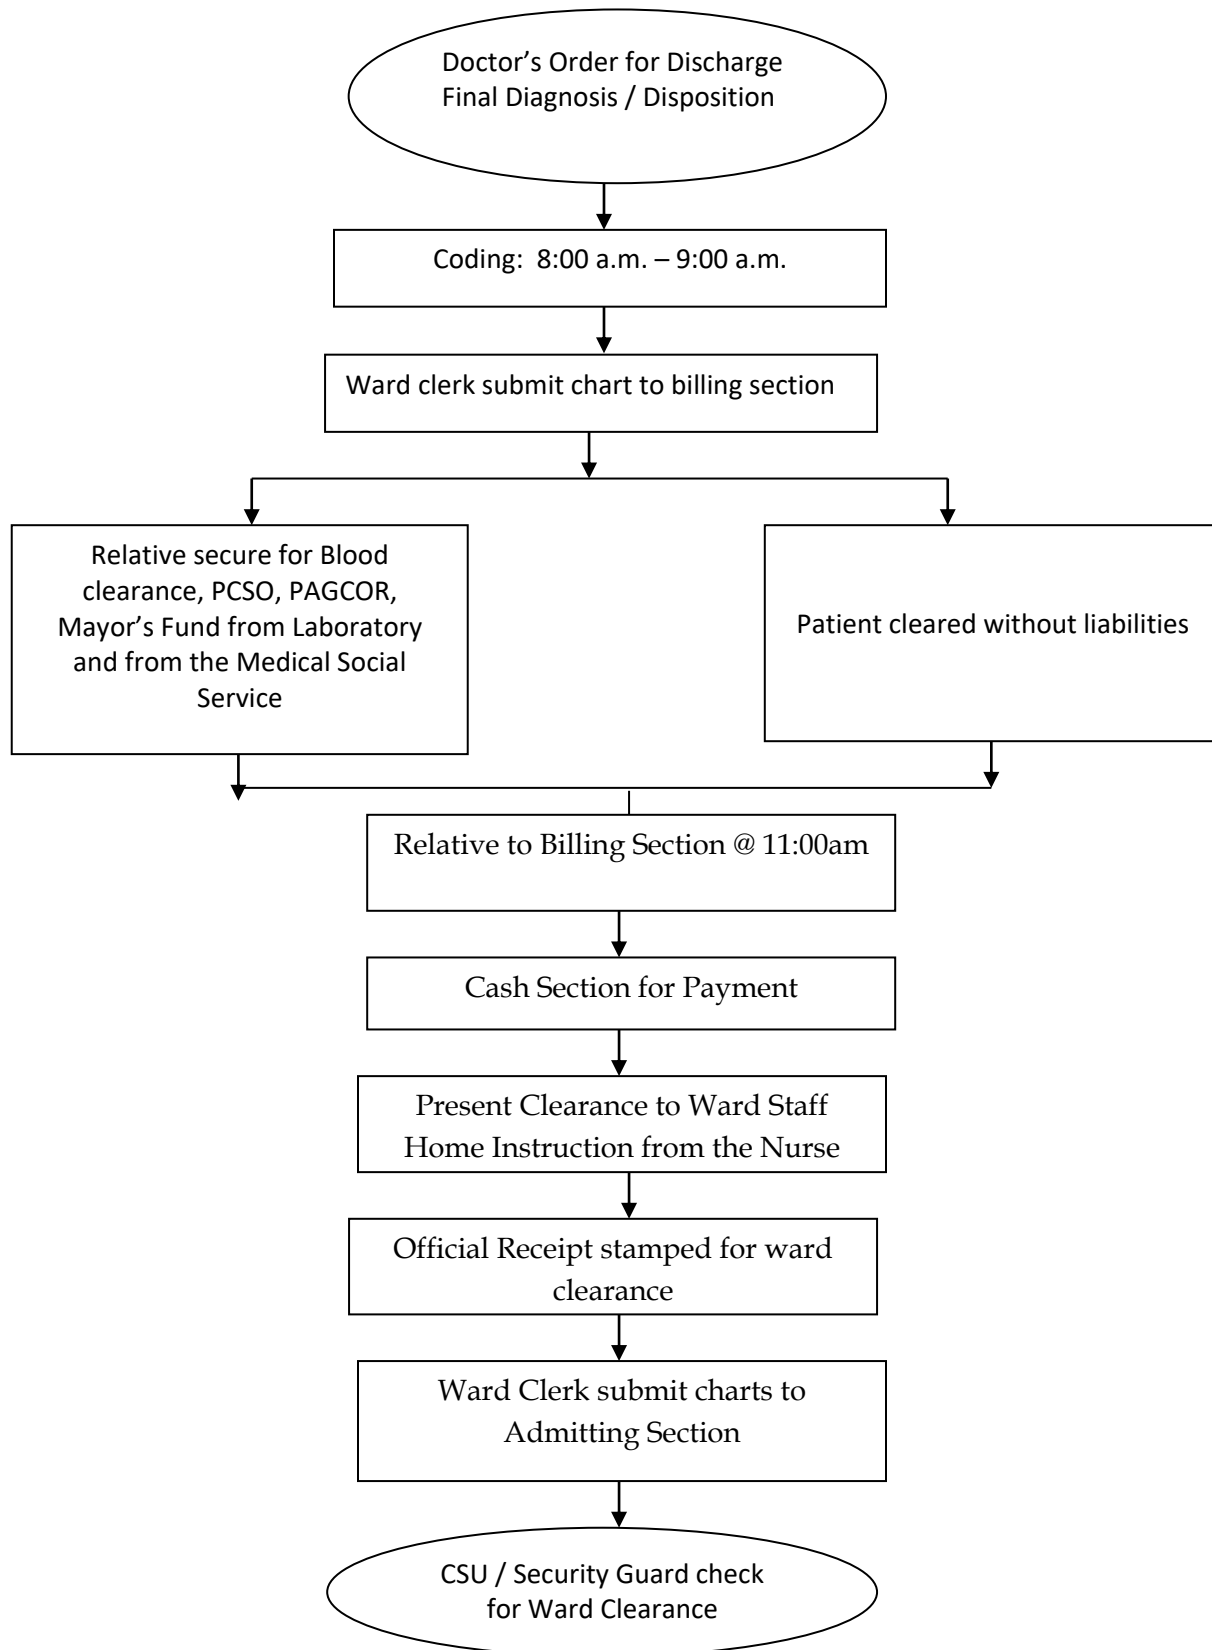 Doctor’s Order for Discharge
Final Diagnosis / Disposition
Coding:  8:00 a.m. – 9:00 a.m.
Ward clerk submit chart to billing section
Relative secure for Blood
clearance, PCSO, PAGCOR,
Mayor’s Fund from Laboratory
and from the Medical Social
Service
Patient cleared without liabilities
Relative to Billing Section @ 11:00am
Cash Section for Payment
Present Clearance to Ward Staff
Home Instruction from the Nurse
Official Receipt stamped for ward
clearance
Ward Clerk submit charts to
Admitting Section
CSU / Security Guard check
for Ward Clearance